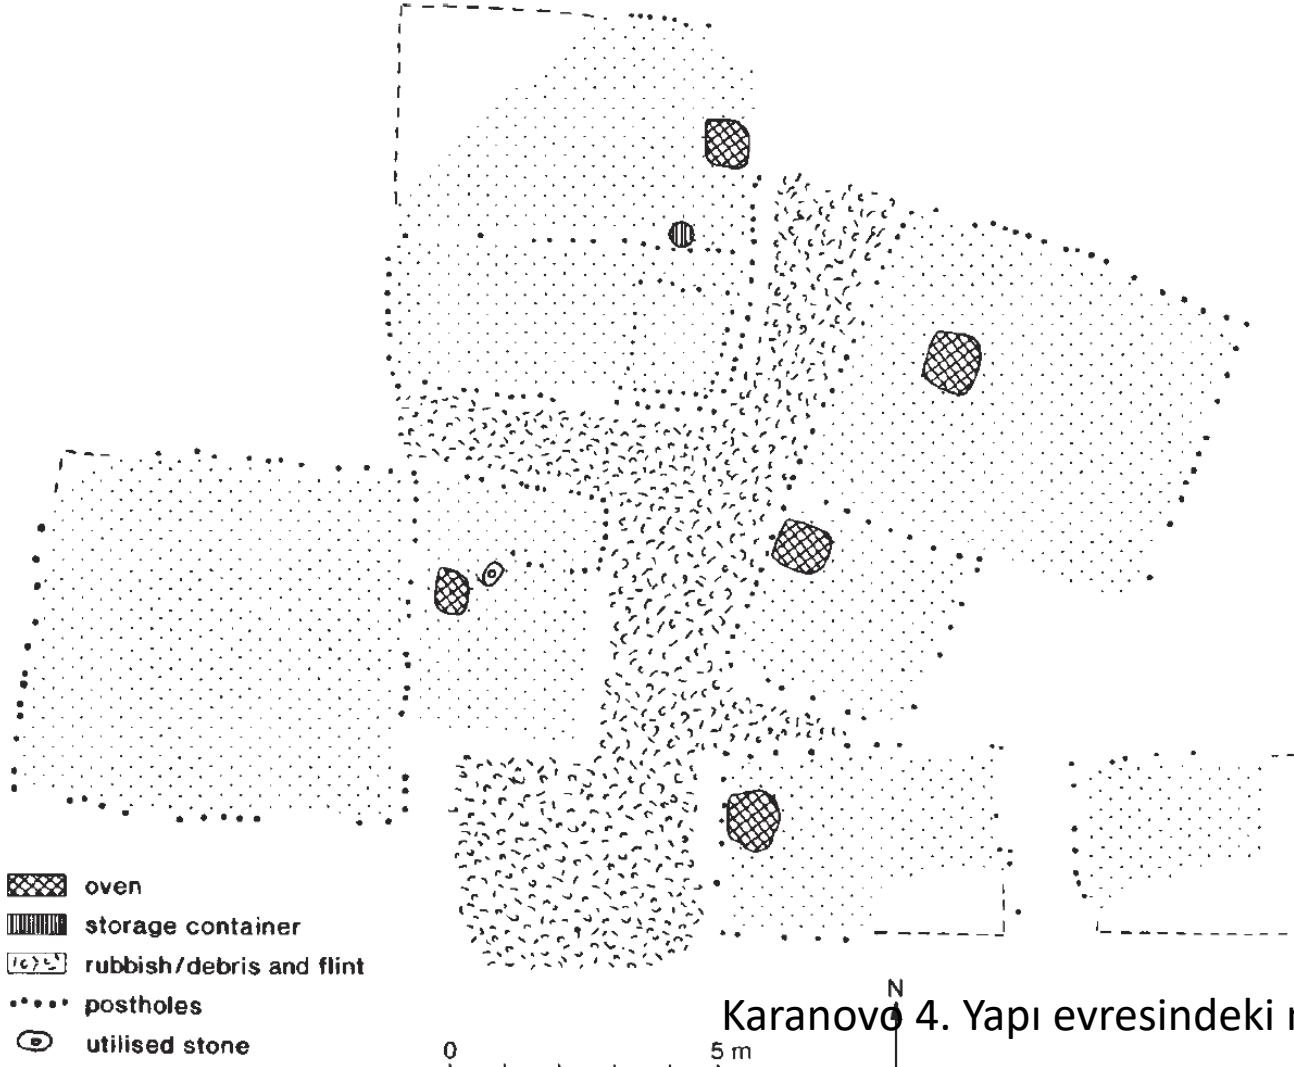 oven
storage container
rubbish/debris and flint
postholes
utilised stone
0 5 m
N
Karanovo 4. Yapı evresindeki